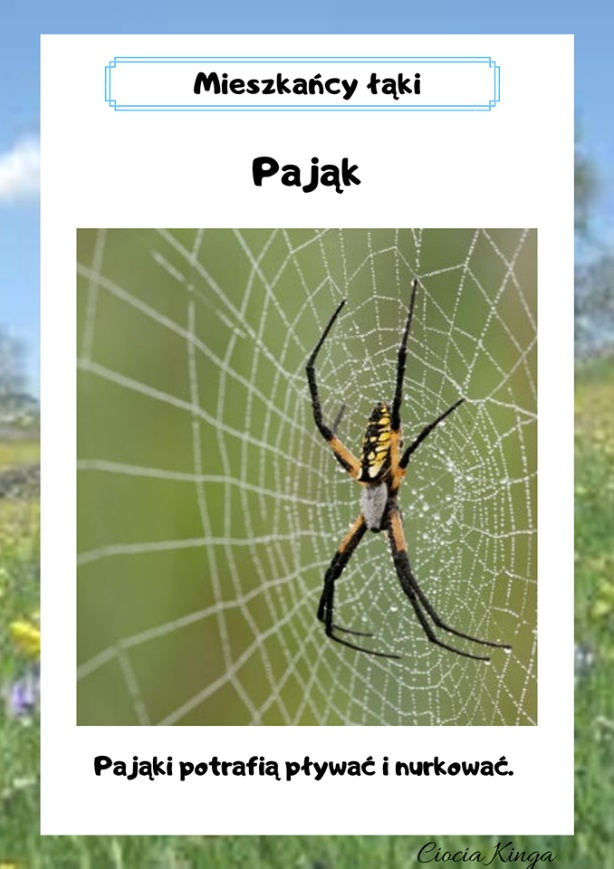 Mieszkańcy łąki
Pająk
Pająki potrafią pływać i nurkować.
Ciocia Kinga